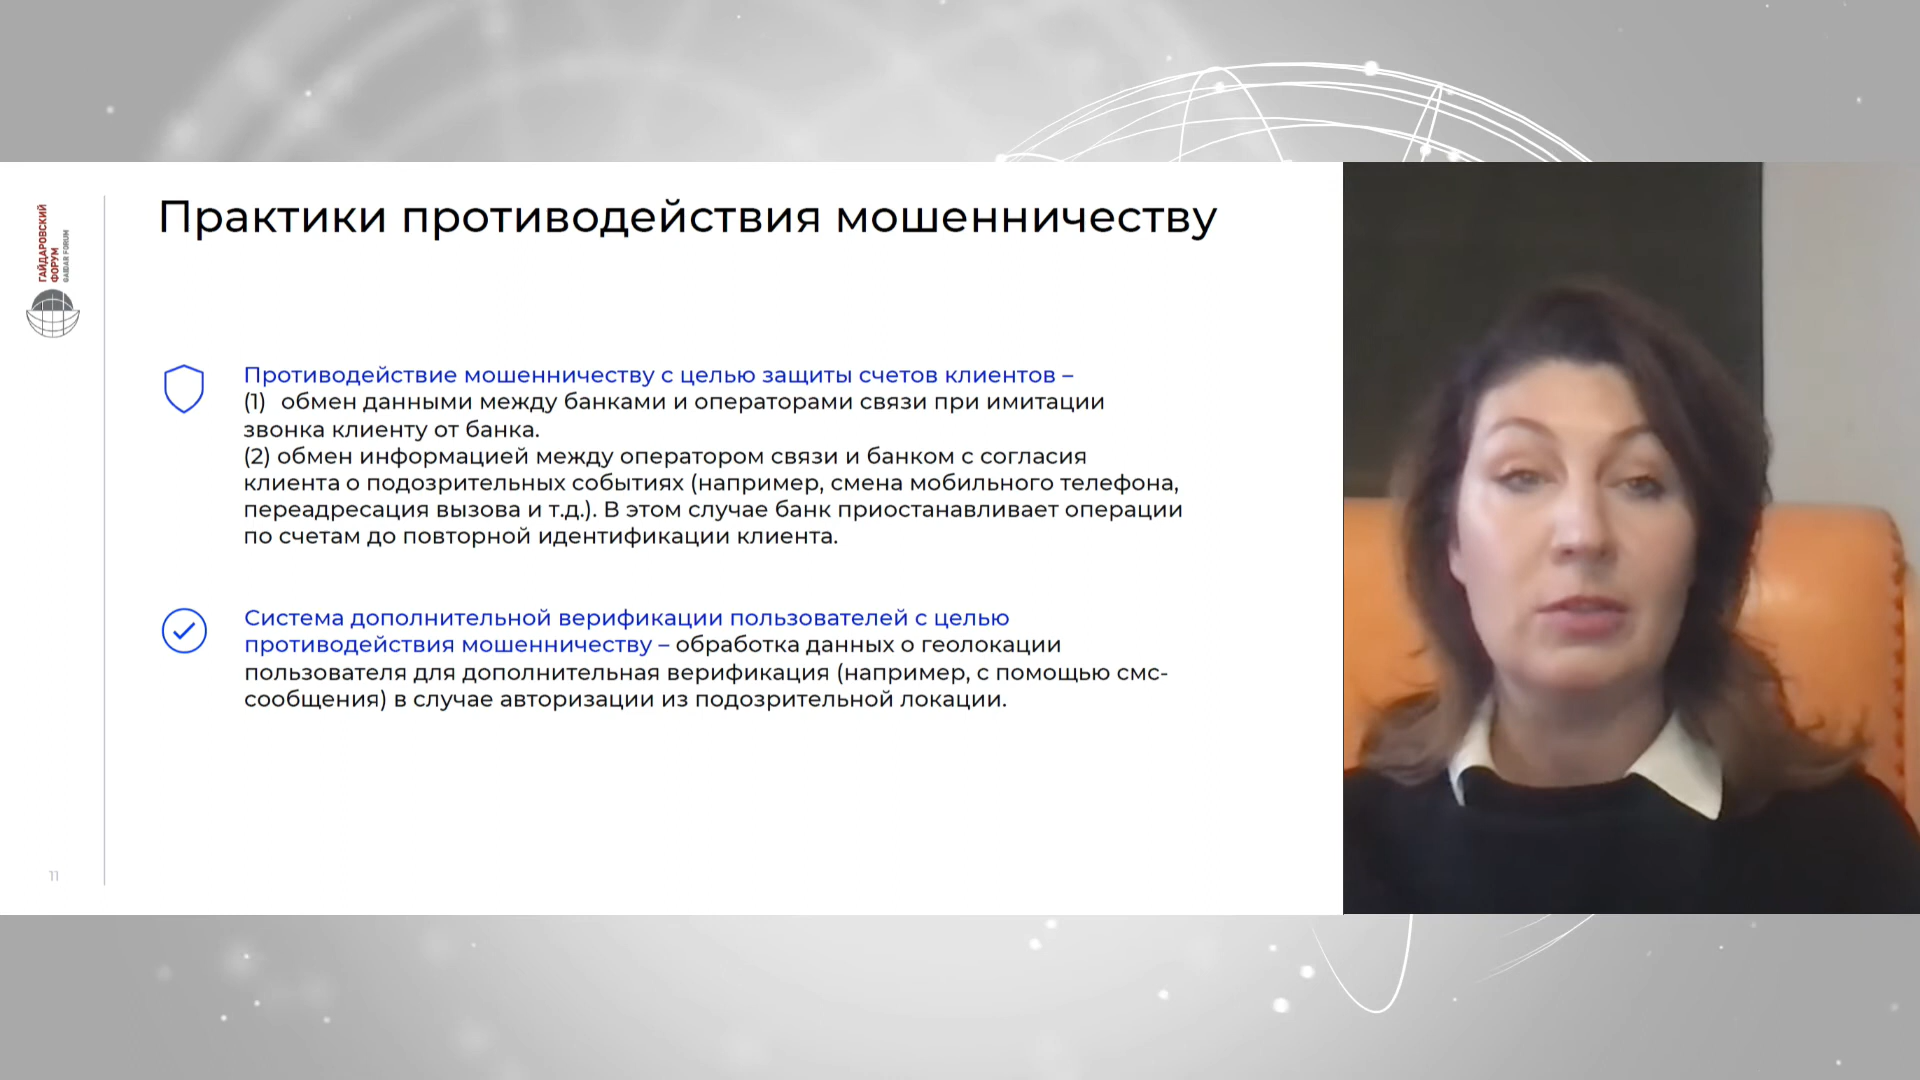 ГАЙДАРОВСКИЙ
ФОРУМ
GAIDAR FORUM
Практики противодействия мошенничеству
Противодействие мошенничеству с целью защиты счетов клиентов –
(1) обмен данными между банками и операторами связи при имитации
звонка клиенту от банка.
(2) обмен информацией между оператором связи и банком с согласия
клиента о подозрительных событиях (например, смена мобильного телефона,
переадресация вызова и т.д.). В этом случае банк приостанавливает операции
по счетам до повторной идентификации клиента.
Система дополнительной верификации пользователей с целью
противодействия мошенничеству – обработка данных о геолокации
пользователя для дополнительная верификация (например, с помощью смс-
сообщения) в случае авторизации из подозрительной локации.
11